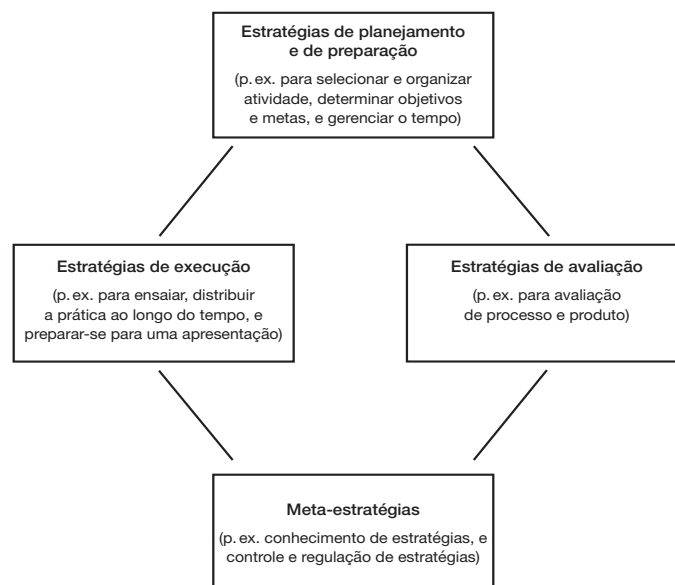 Estratégias de planejamento
e de preparação
(p. ex. para selecionar e organizar
atividade, determinar objetivos
e metas, e gerenciar o tempo)
Estratégias de execução
(p. ex. para ensaiar, distribuir
a prática ao longo do tempo, e
preparar-se para uma apresentação)
Estratégias de avaliação
(p. ex. para avaliação
de processo e produto)
Meta-estratégias
(p. ex. conhecimento de estratégias, e
controle e regulação de estratégias)